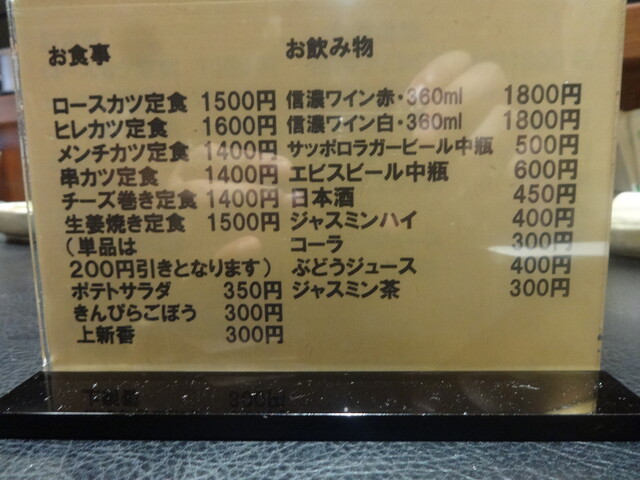 お食事
ロースカツ定食 1500円
ヒレカツ定食 1600円
メンチカツ定食 1400円
串カツ定食 1400円
チーズ巻き定食 1400円
生姜焼き定食 1500円
(単品は
200円引きとなります)
ポテトサラダ 350円
きんぴらごぼう 300円
上新香 300円
お飲み物
信濃ワイン赤・360ml 1800円
信濃ワイン白・360ml 1800円
サッポロラガービール中瓶 500円
エビスビール中瓶 600円
日本酒 450円
ジャスミンハイ 400円
コーラ 300円
ぶどうジュース 400円
ジャスミン茶 300円